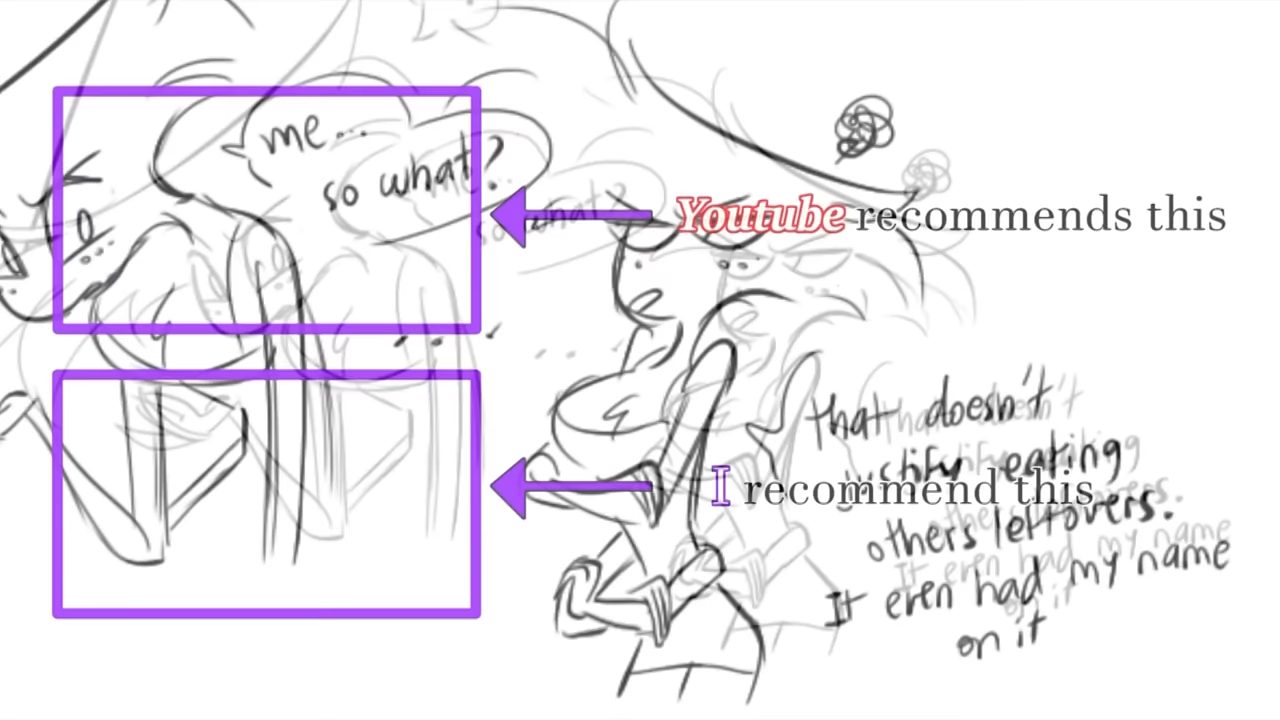 me...
so what?
Youtube recommends this
that doesn't
justify eating
others leftovers.
It even had my name
on it
I recommend this